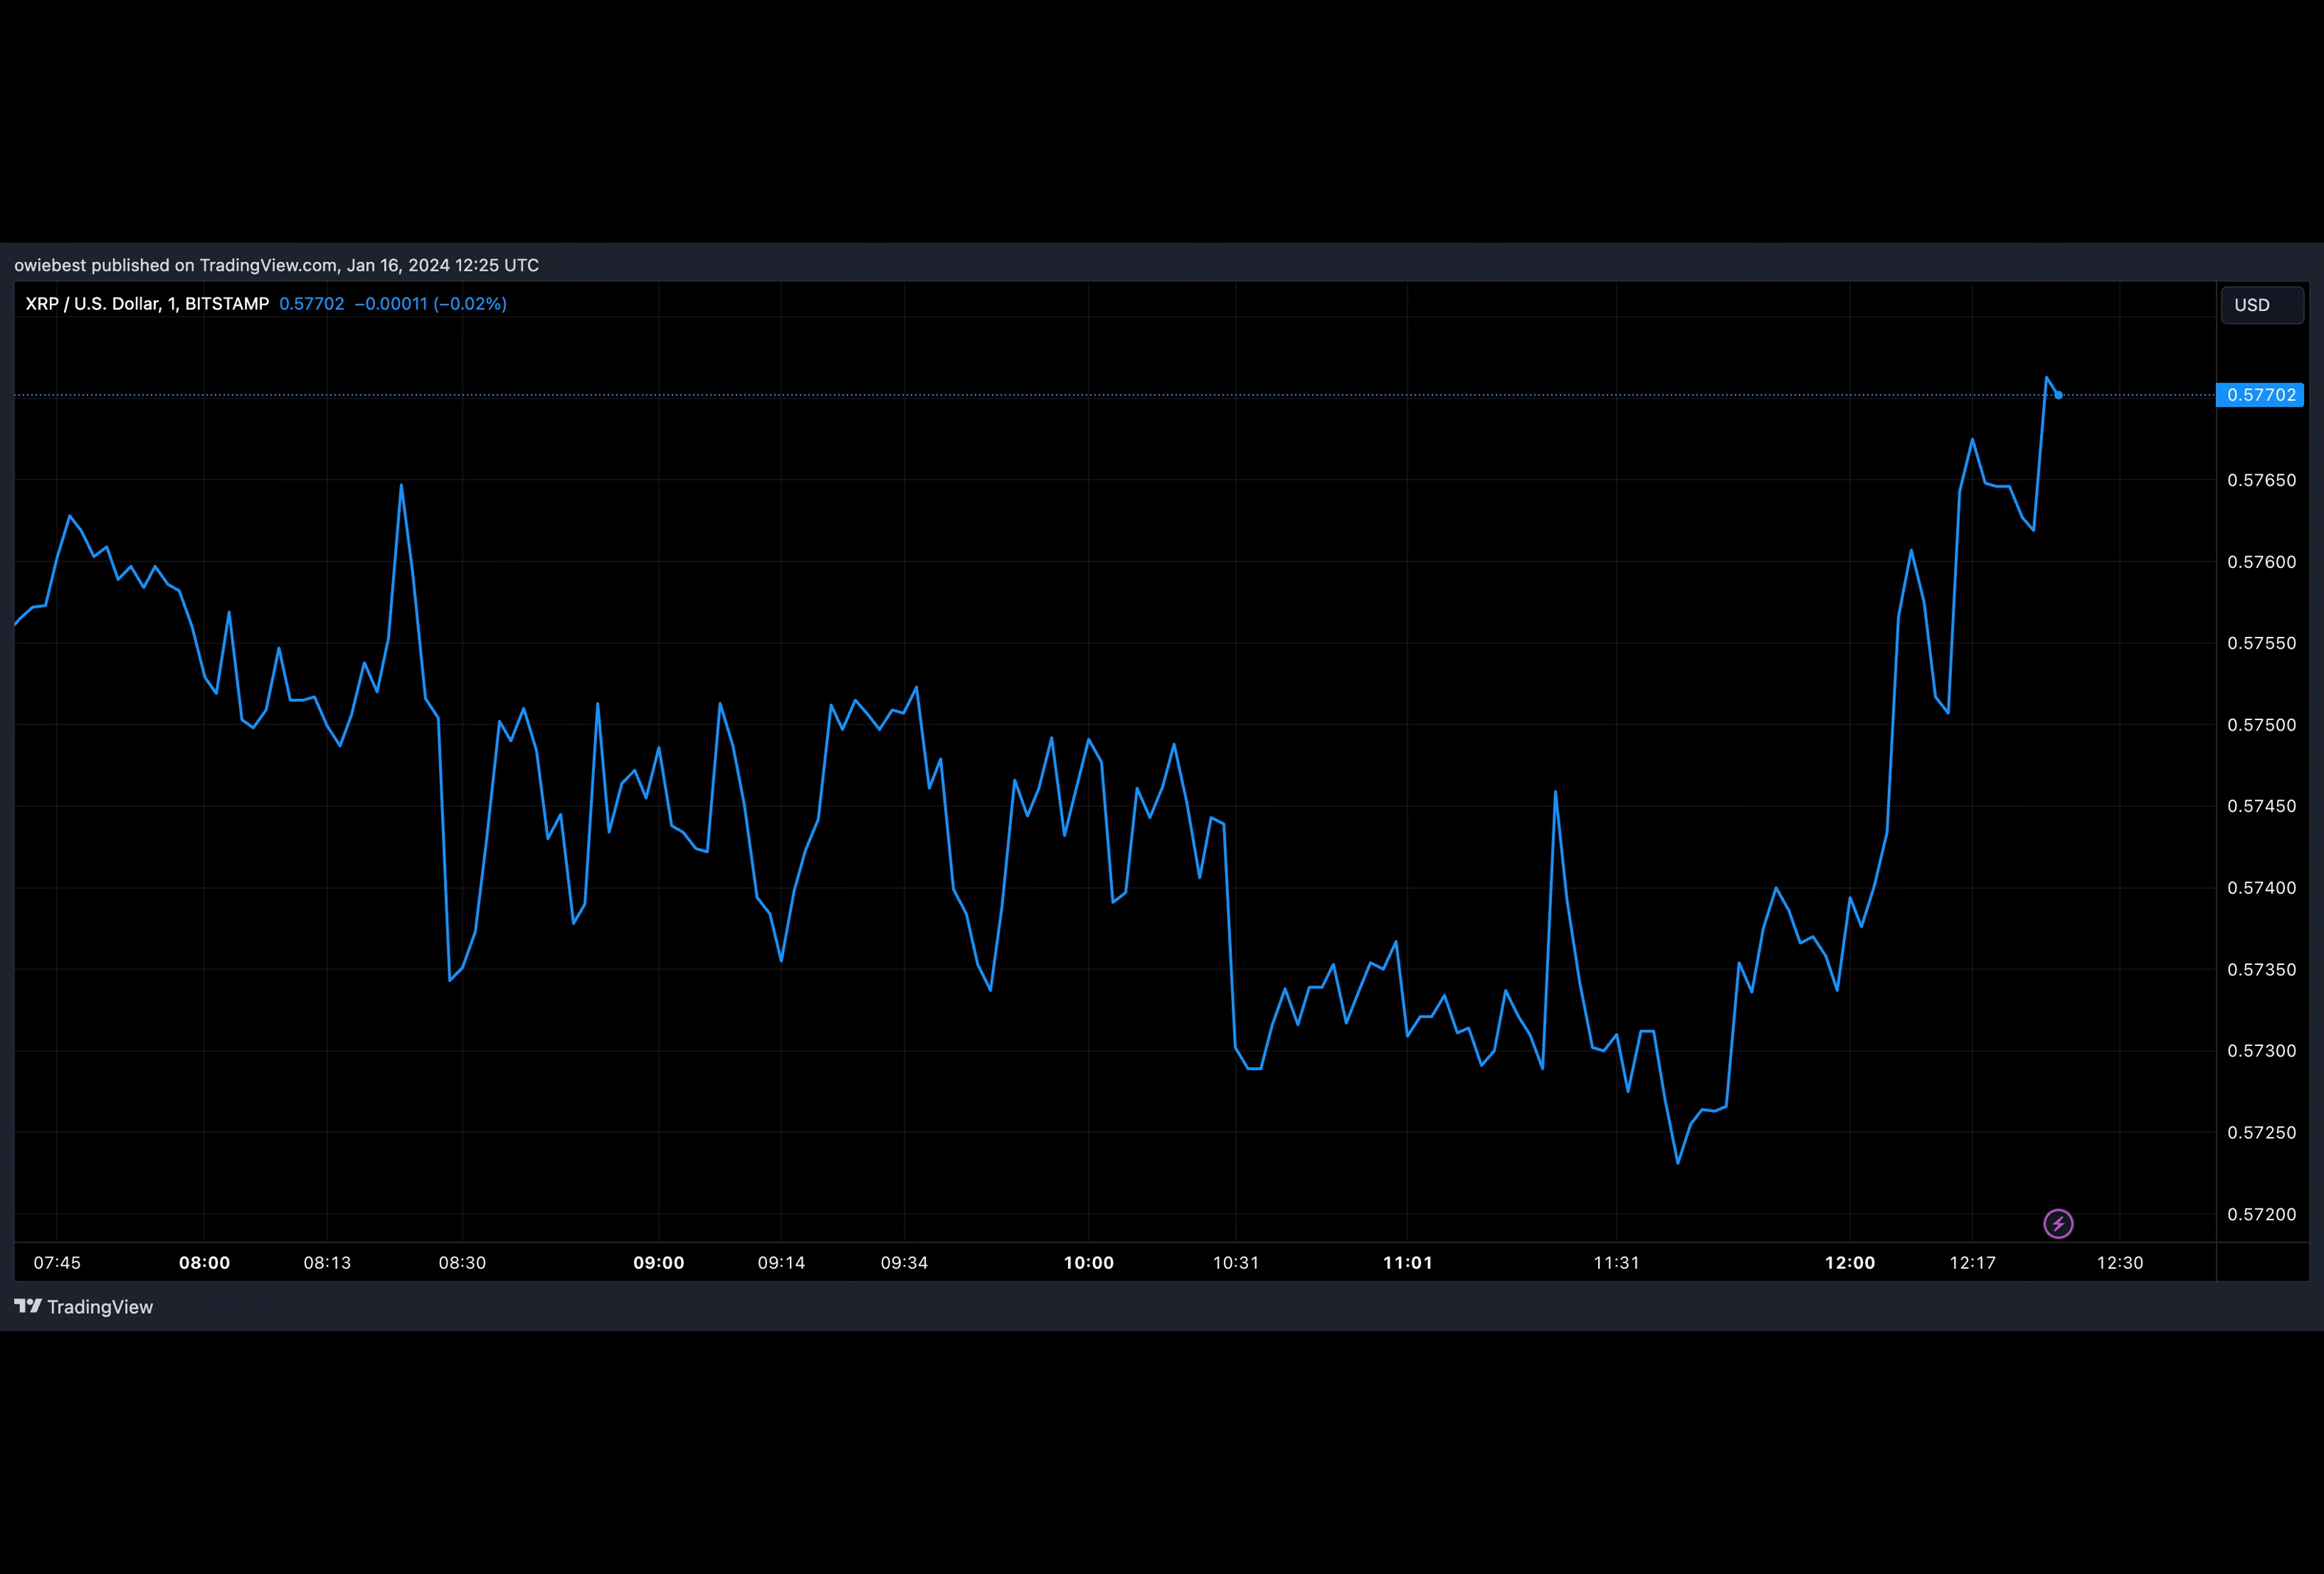 owiebest published on TradingView.com, Jan 16, 2024 12:25 UTC
XRP / U.S. Dollar, 1, BITSTAMP 0.57702 −0.00011 (−0.02%)
USD
0.57702
0.57650
0.57600
0.57550
0.57500
0.57450
0.57400
0.57350
0.57300
0.57250
0.57200
07:45 08:00 08:13 08:30 09:00 09:14 09:34 10:00 10:31 11:01 11:31 12:00 12:17 12:30
TradingView